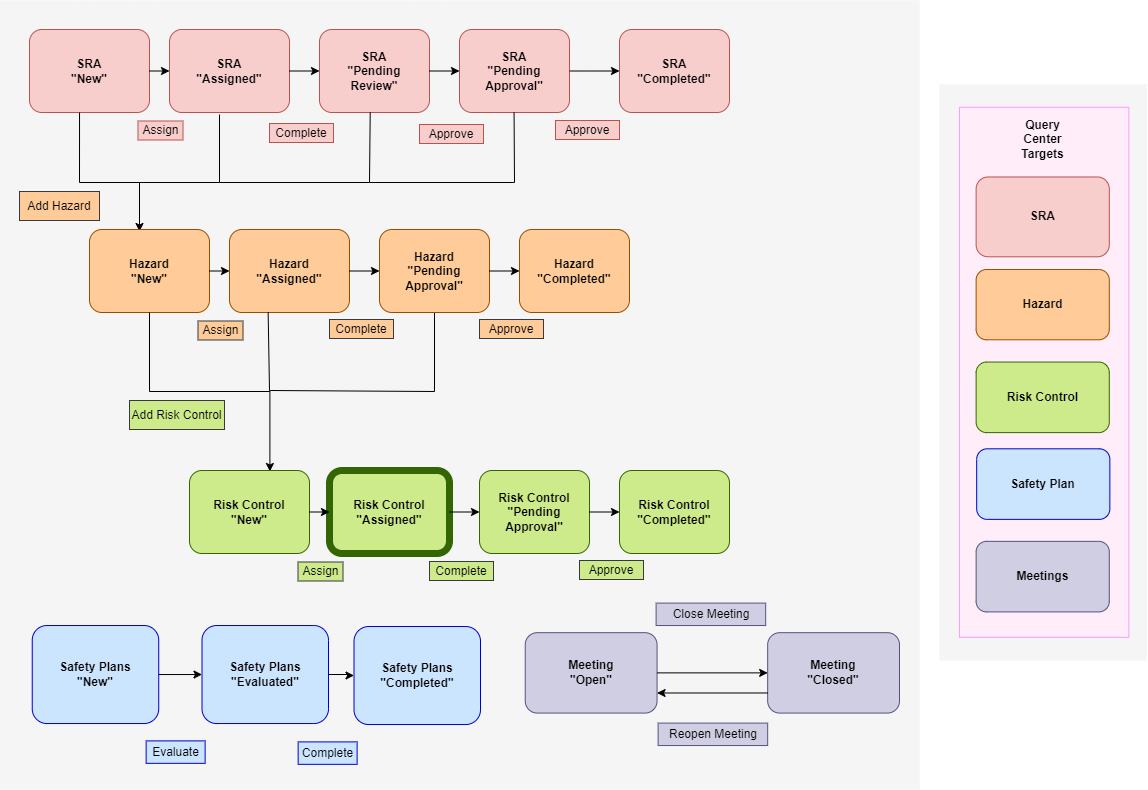 SRA
"New"
SRA
"Assigned"
SRA
"Pending
Review"
SRA
"Pending
Approval"
SRA
"Completed"
Assign
Complete
Approve
Approve
Add Hazard
Hazard
"New"
Hazard
"Assigned"
Hazard
"Pending
Approval"
Hazard
"Completed"
Assign
Complete
Approve
Add Risk Control
Risk Control
"New"
Risk Control
"Assigned"
Risk Control
"Pending
Approval"
Risk Control
"Completed"
Assign
Complete
Approve
Safety Plans
"New"
Safety Plans
"Evaluated"
Safety Plans
"Completed"
Evaluate
Complete
Close Meeting
Meeting
"Open"
Meeting
"Closed"
Reopen Meeting
Query
Center
Targets
SRA
Hazard
Risk Control
Safety Plan
Meetings